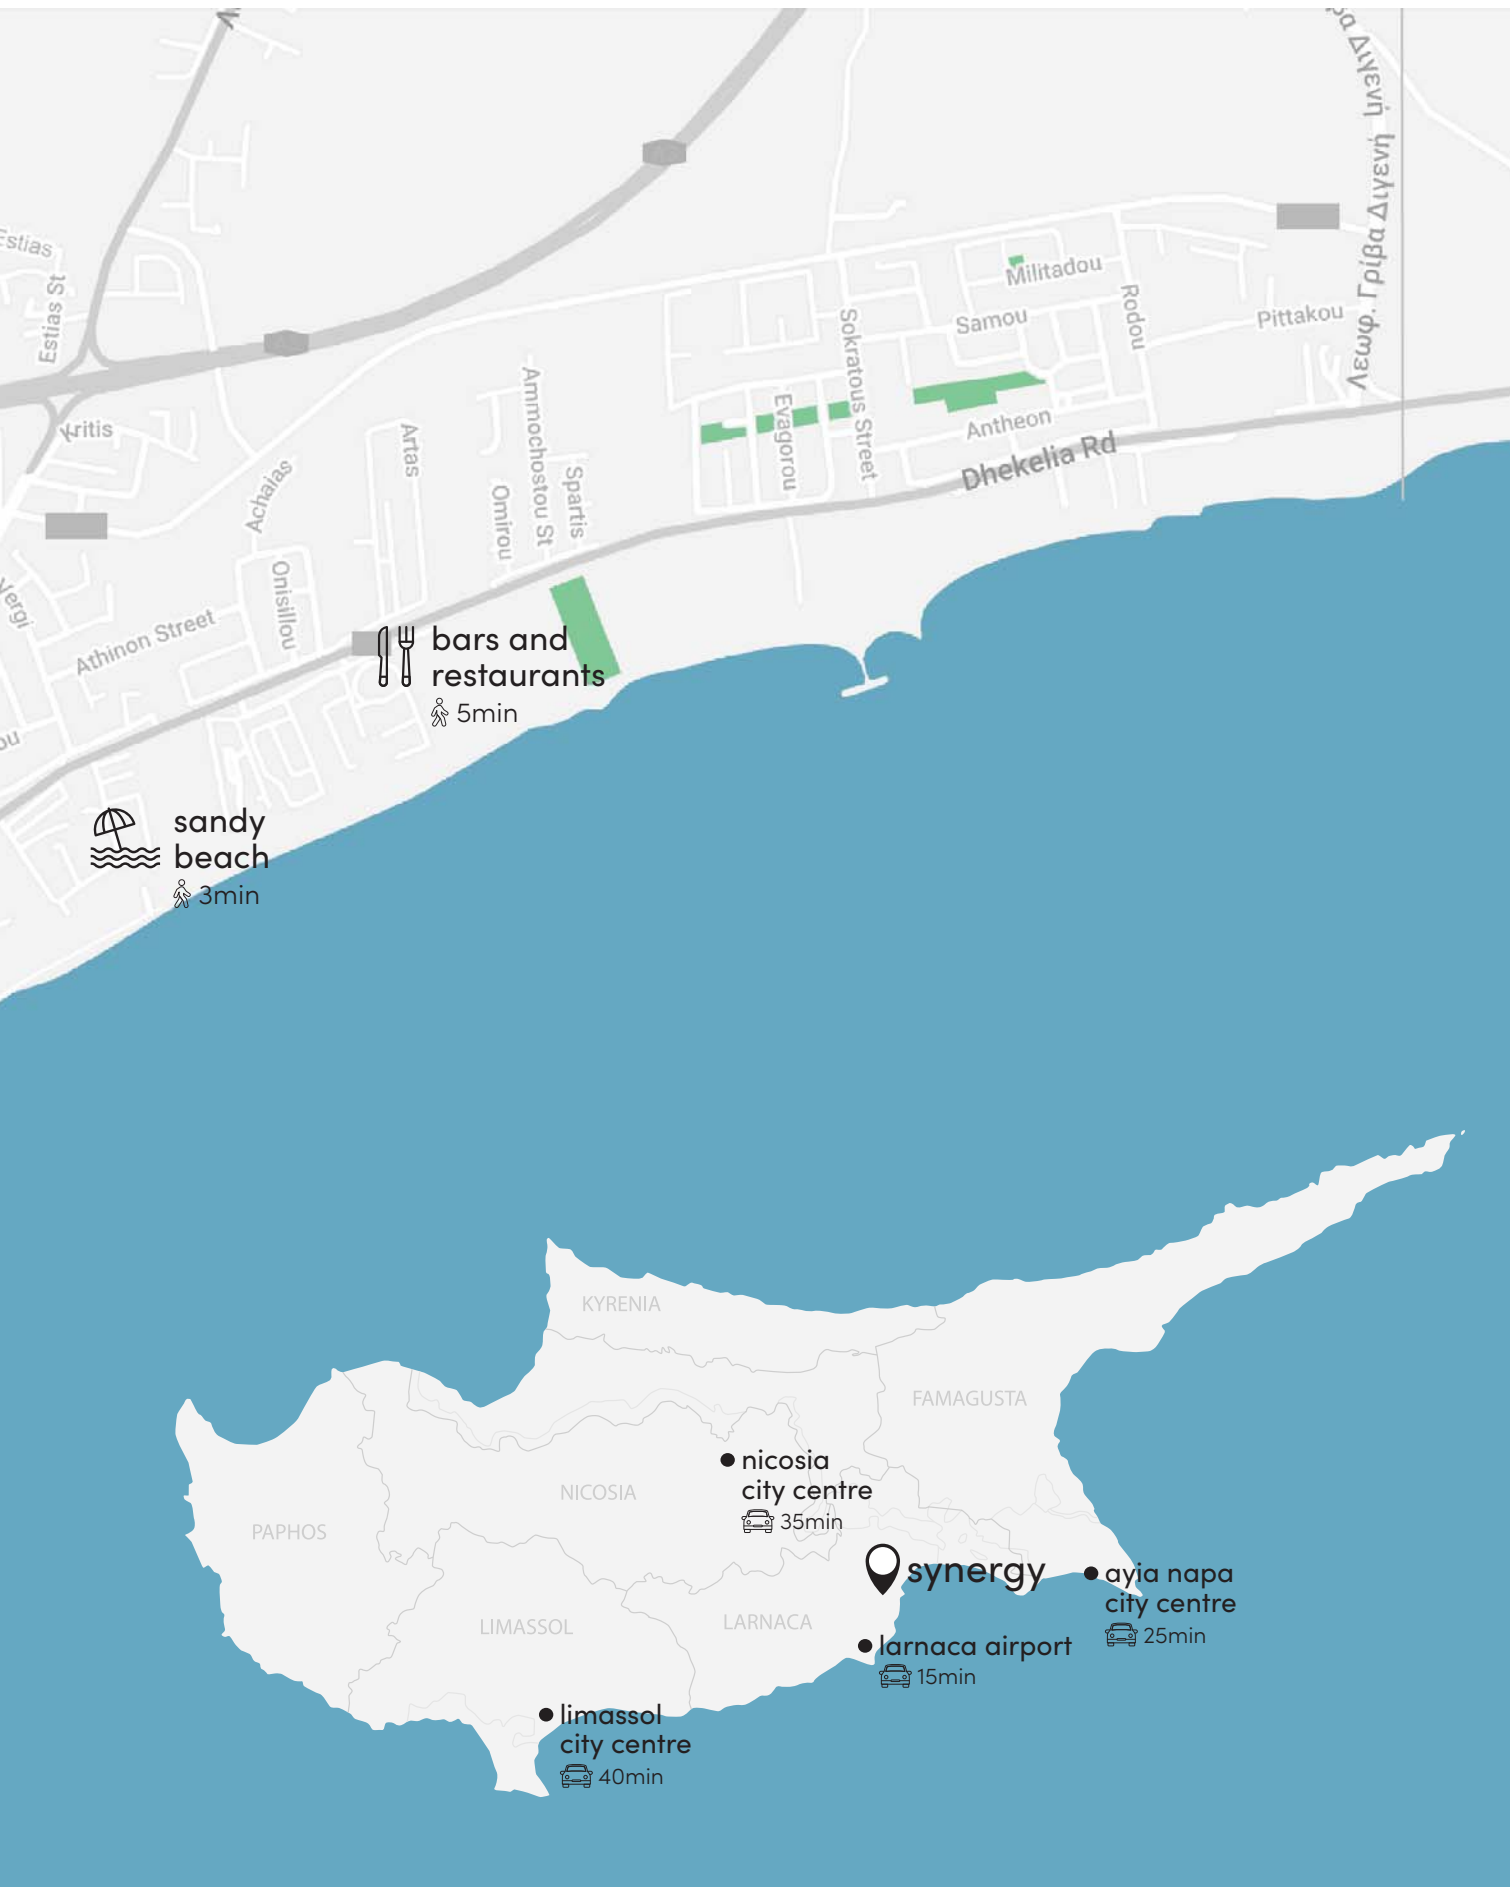 Λεωφ. Γρίβα Διγενή
Estias
Estias St
Militadou
Rodou
Samou
Pittakou
Sokratous Street
Evagorou
Antheon
Dhekelia Rd
Kritis
Artas
Ammochostou St
Spartis
Omirou
Achaias
Onisillou
Athinon Street
bars and
restaurants
5min
sandy
beach
3min
KYRENIA
FAMAGUSTA
nicosia
city centre
35min
NICOSIA
PAPHOS
synergy
ayia napa
city centre
25min
LIMASSOL
LARNACA
larnaca airport
15min
limassol
city centre
40min